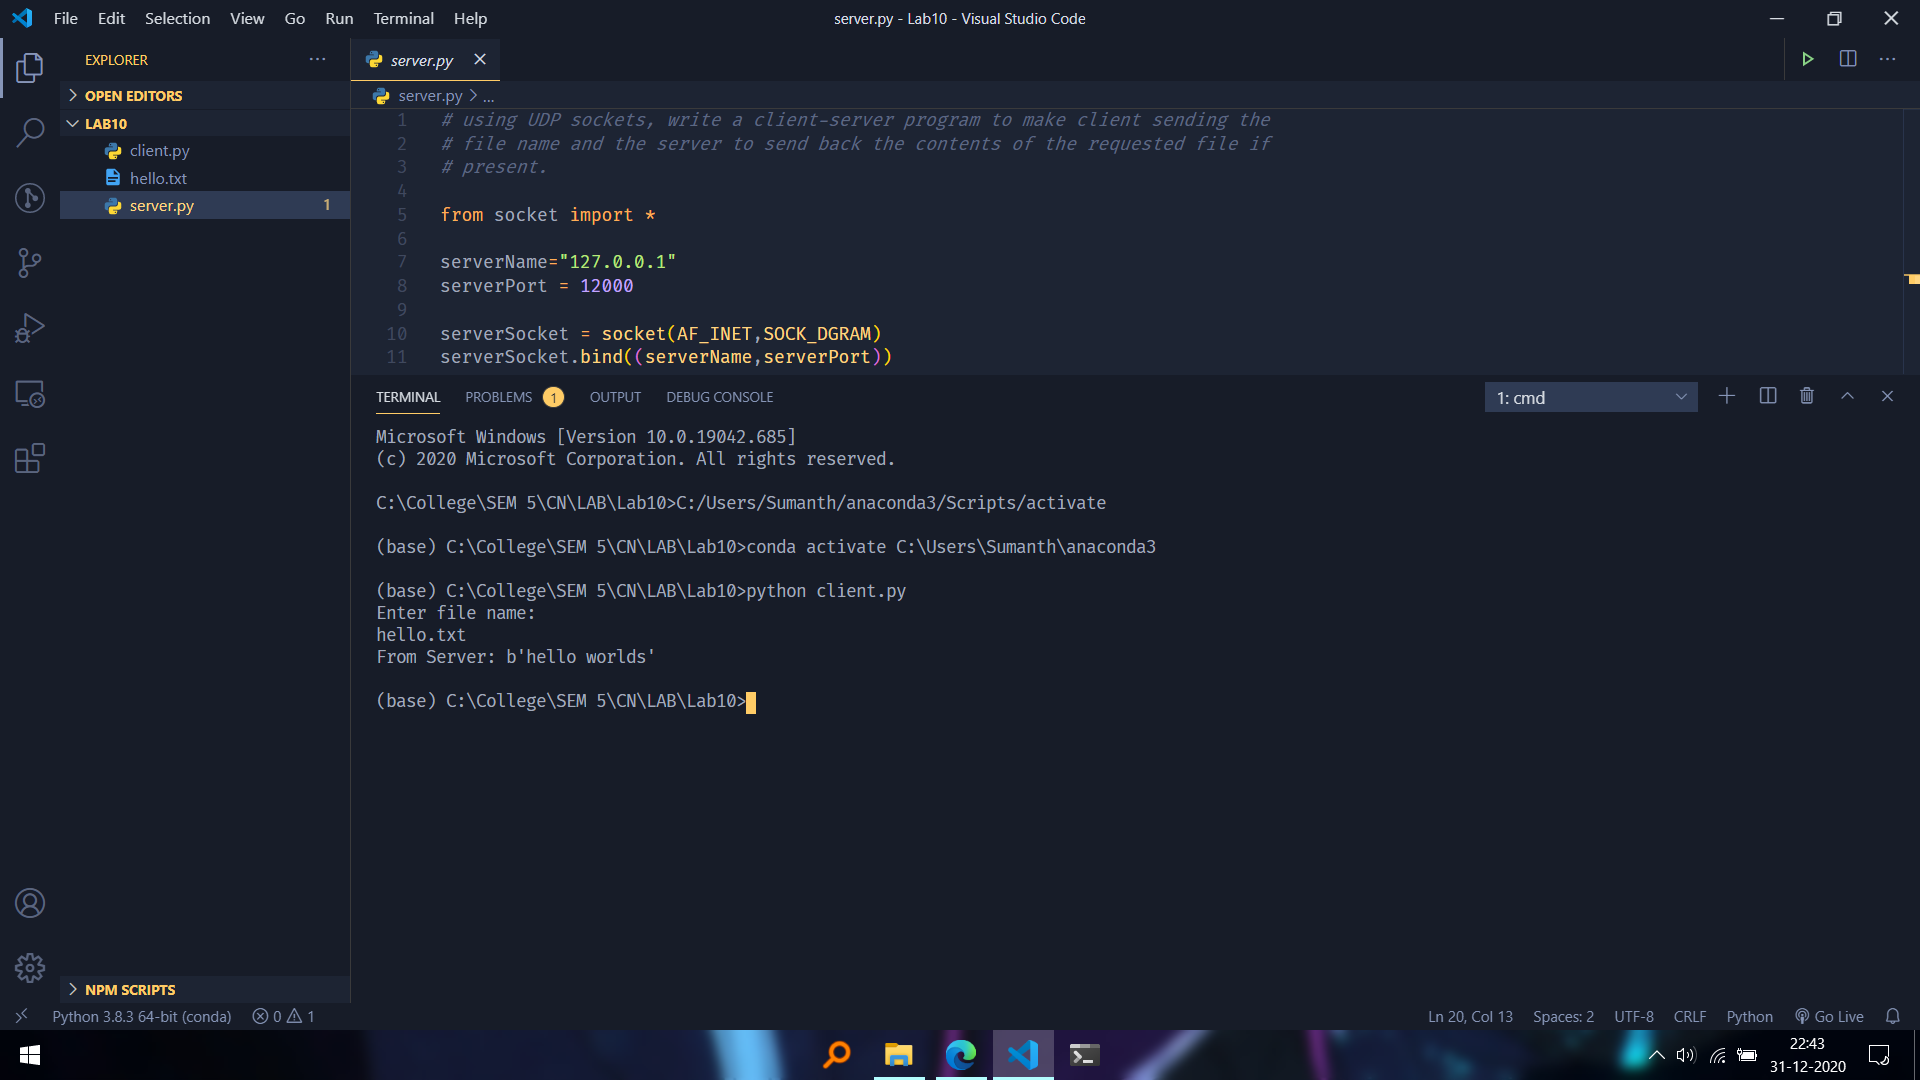 File Edit Selection View Go Run Terminal Help
server.py - Lab10 - Visual Studio Code
EXPLORER
OPEN EDITORS
LAB10
client.py
hello.txt
server.py 1
NPM SCRIPTS
server.py
server.py > ...
1 # using UDP sockets, write a client-server program to make client sending the
2 # file name and the server to send back the contents of the requested file if
3 # present.
4
5 from socket import *
6
7 serverName="127.0.0.1"
8 serverPort = 12000
9
10 serverSocket = socket(AF_INET,SOCK_DGRAM)
11 serverSocket.bind((serverName,serverPort))
TERMINAL PROBLEMS 1 OUTPUT DEBUG CONSOLE
1: cmd
Microsoft Windows [Version 10.0.19042.685]
(c) 2020 Microsoft Corporation. All rights reserved.
C:\College\SEM 5\CN\LAB\Lab10>C:/Users/Sumanth/anaconda3/Scripts/activate
(base) C:\College\SEM 5\CN\LAB\Lab10>conda activate C:\Users\Sumanth\anaconda3
(base) C:\College\SEM 5\CN\LAB\Lab10>python client.py
Enter file name:
hello.txt
From Server: b'hello worlds'
(base) C:\College\SEM 5\CN\LAB\Lab10>
Python 3.8.3 64-bit (conda) 0 1
Ln 20, Col 13 Spaces: 2 UTF-8 CRLF Python Go Live
22:43
31-12-2020